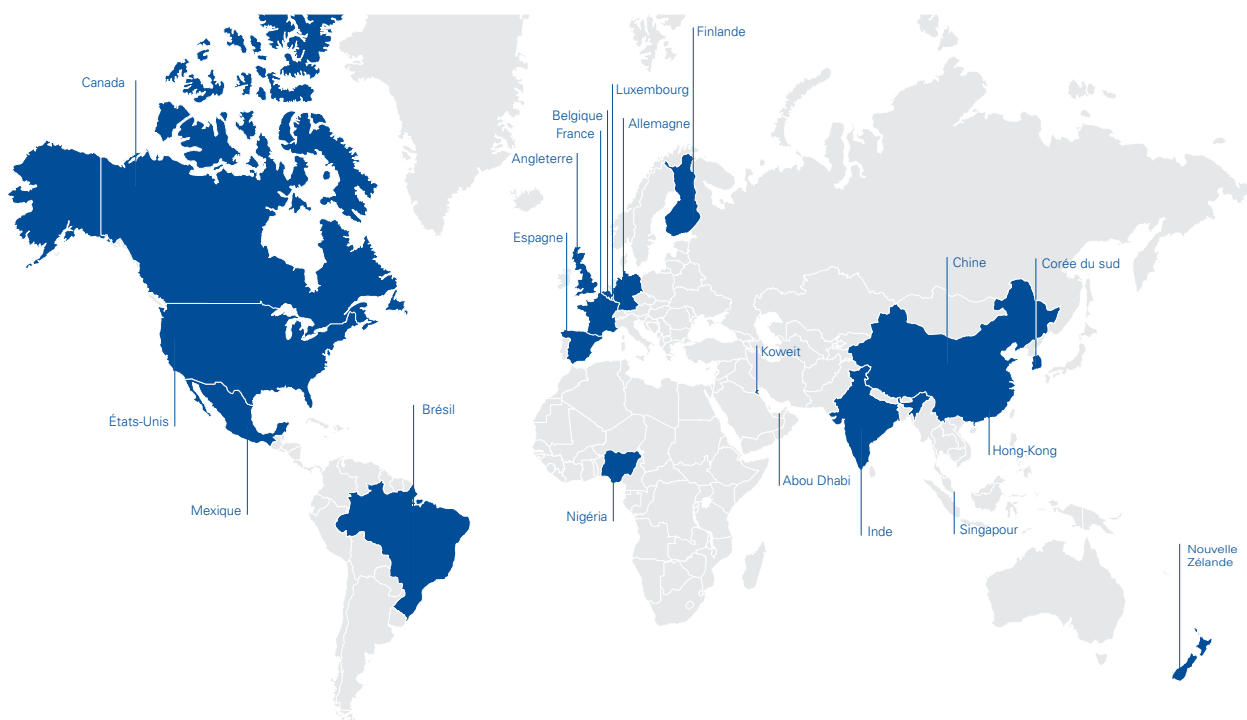 Finlande
Canada
Luxembourg
Belgique
Allemagne
France
Angleterre
Espagne
Chine
Corée du sud
Koweit
États-Unis
Brésil
Hong-Kong
Abou Dhabi
Mexique
Nigéria
Inde
Singapour
Nouvelle
Zélande